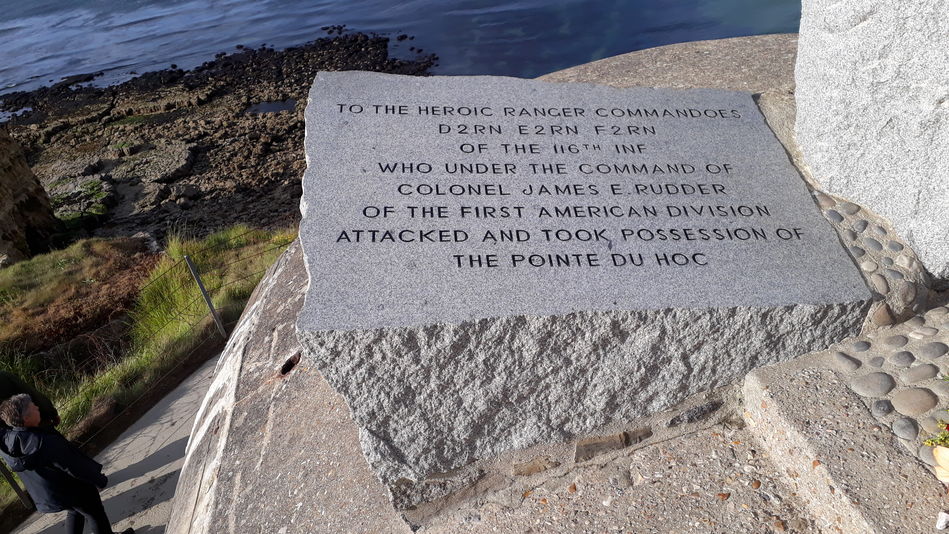 TO THE HEROIC RANGER COMMANDOES
D2RN E2RN F2RN
OF THE 116TH INF
WHO UNDER THE COMMAND OF
COLONEL JAMES E. RUDDER
OF THE FIRST AMERICAN DIVISION
ATTACKED AND TOOK POSSESSION OF
THE POINTE DU HOC